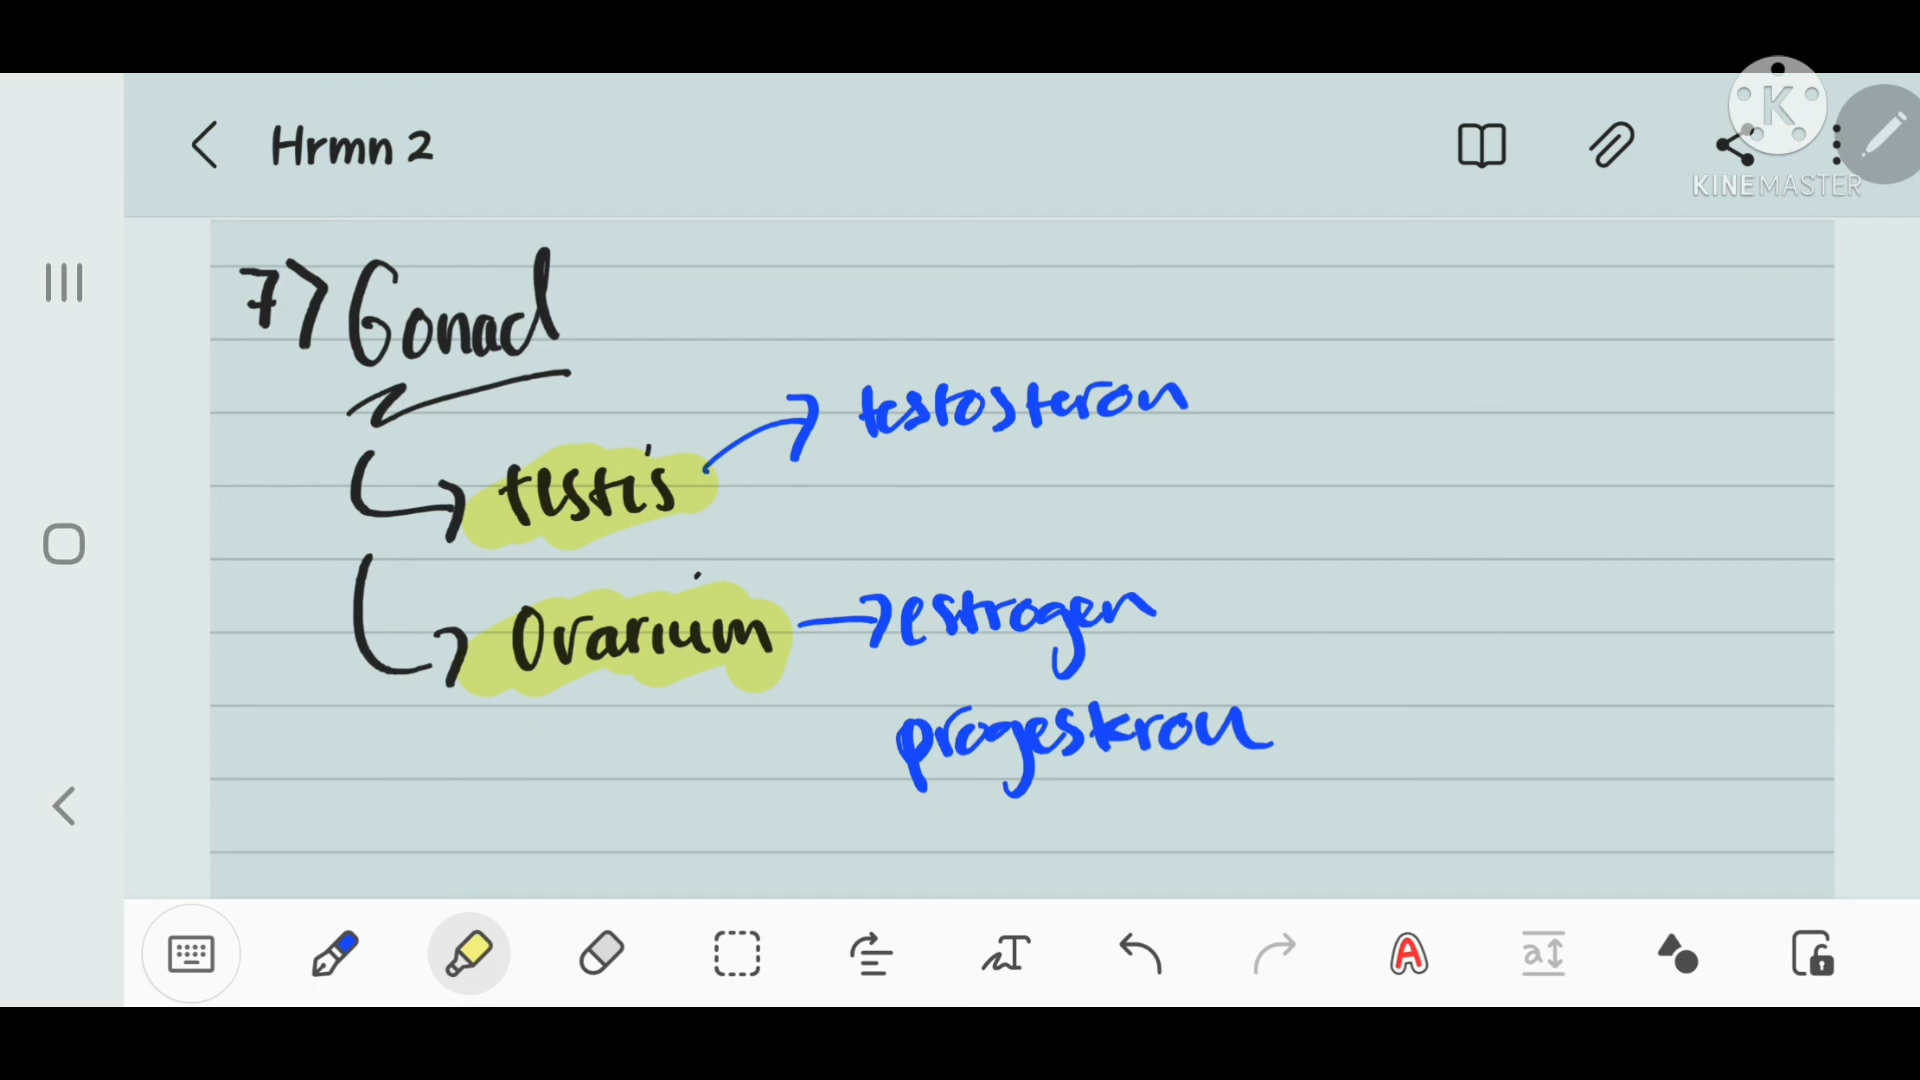 Hrmn 2
KINEMASTER
7> Gonad
testosteron
testis
Ovarium → estrogen
progesteron